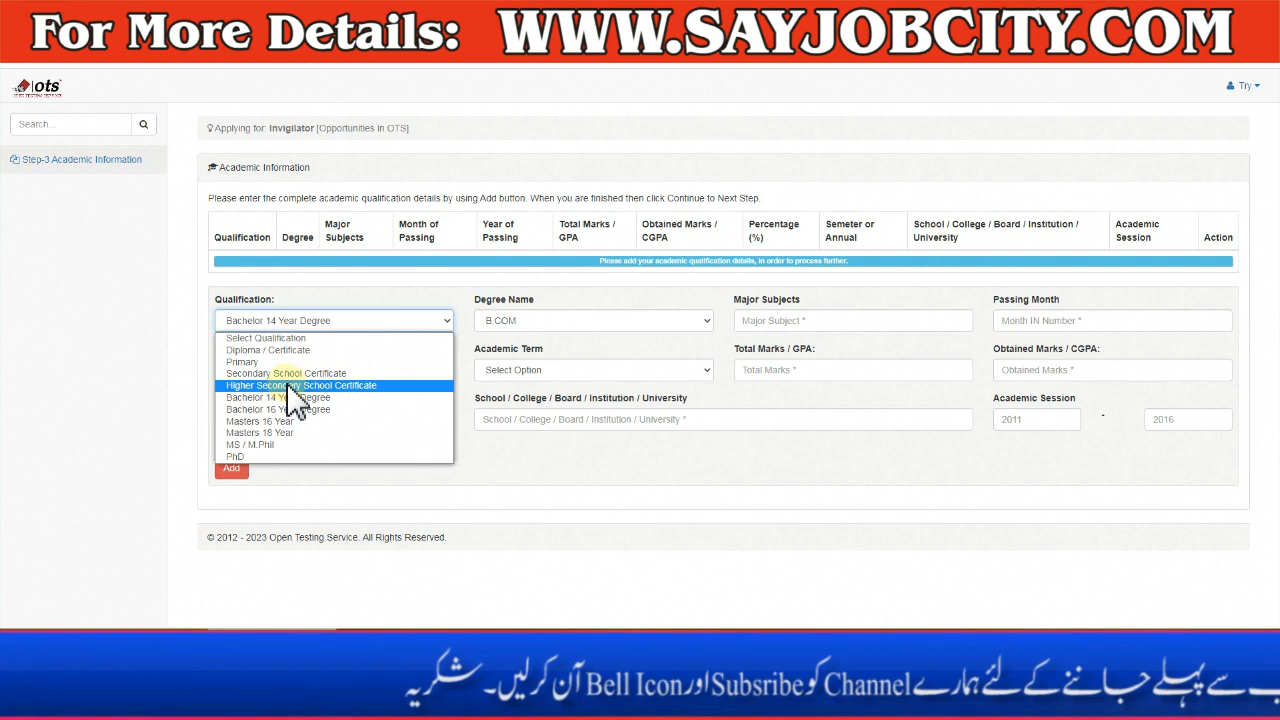 For More Details: WWW.SAYJOBCITY.COM
ots
Try
Search...
Step-3 Academic Information
Applying for: Invigilator [Opportunities in OTS]
Academic Information
Please enter the complete academic qualification details by using Add button. When you are finished then click Continue to Next Step.
Qualification Degree Major Subjects Month of Passing Year of Passing Total Marks / GPA Obtained Marks / CGPA Percentage (%) Semeter or Annual School / College / Board / Institution / University Academic Session Action
Please add your academic qualification details, in order to process further.
Qualification: Degree Name Major Subjects Passing Month
Bachelor 14 Year Degree B.COM Major Subject * Month IN Number *
Select Qualification
Diploma / Certificate
Primary
Secondary School Certificate
Higher Secondary School Certificate
Bachelor 14 Year Degree
Bachelor 16 Year Degree
Masters 16 Year
Masters 18 Year
MS / M.Phil
PhD
Academic Term Total Marks / GPA: Obtained Marks / CGPA:
Select Option Total Marks * Obtained Marks *
School / College / Board / Institution / University Academic Session
School / College / Board / Institution / University * 2011 - 2016
Add
© 2012 - 2023 Open Testing Service. All Rights Reserved.
سے پہلے جاننے کے لئے ہمارے Channel کو Subsribe اور Bell Icon آن کرلیں۔ شکریہ